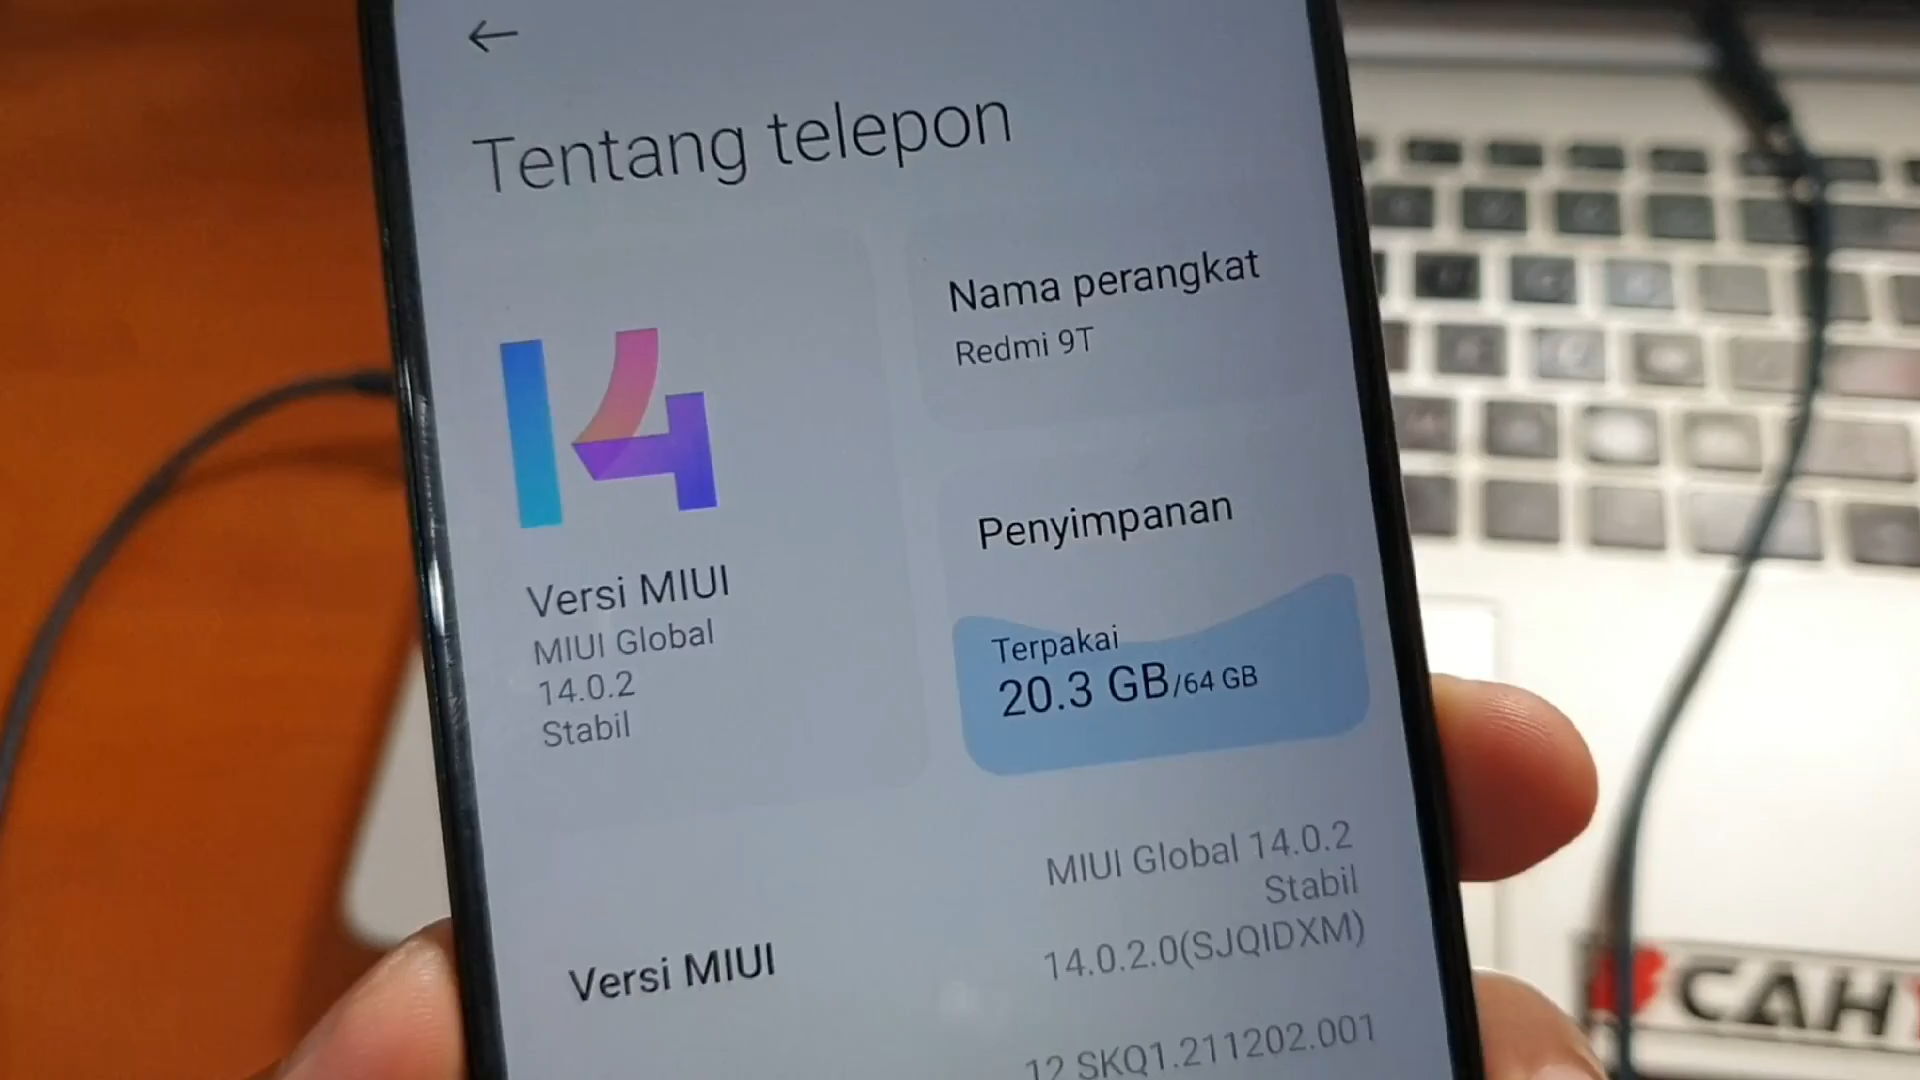 Tentang telepon
14
Versi MIUI
MIUI Global
14.0.2
Stabil
Nama perangkat
Redmi 9T
Penyimpanan
Terpakai
20.3 GB/64 GB
Versi MIUI
MIUI Global 14.0.2
Stabil
14.0.2.0(SJQIDXM)
12 SKQ1.211202.001
CAH